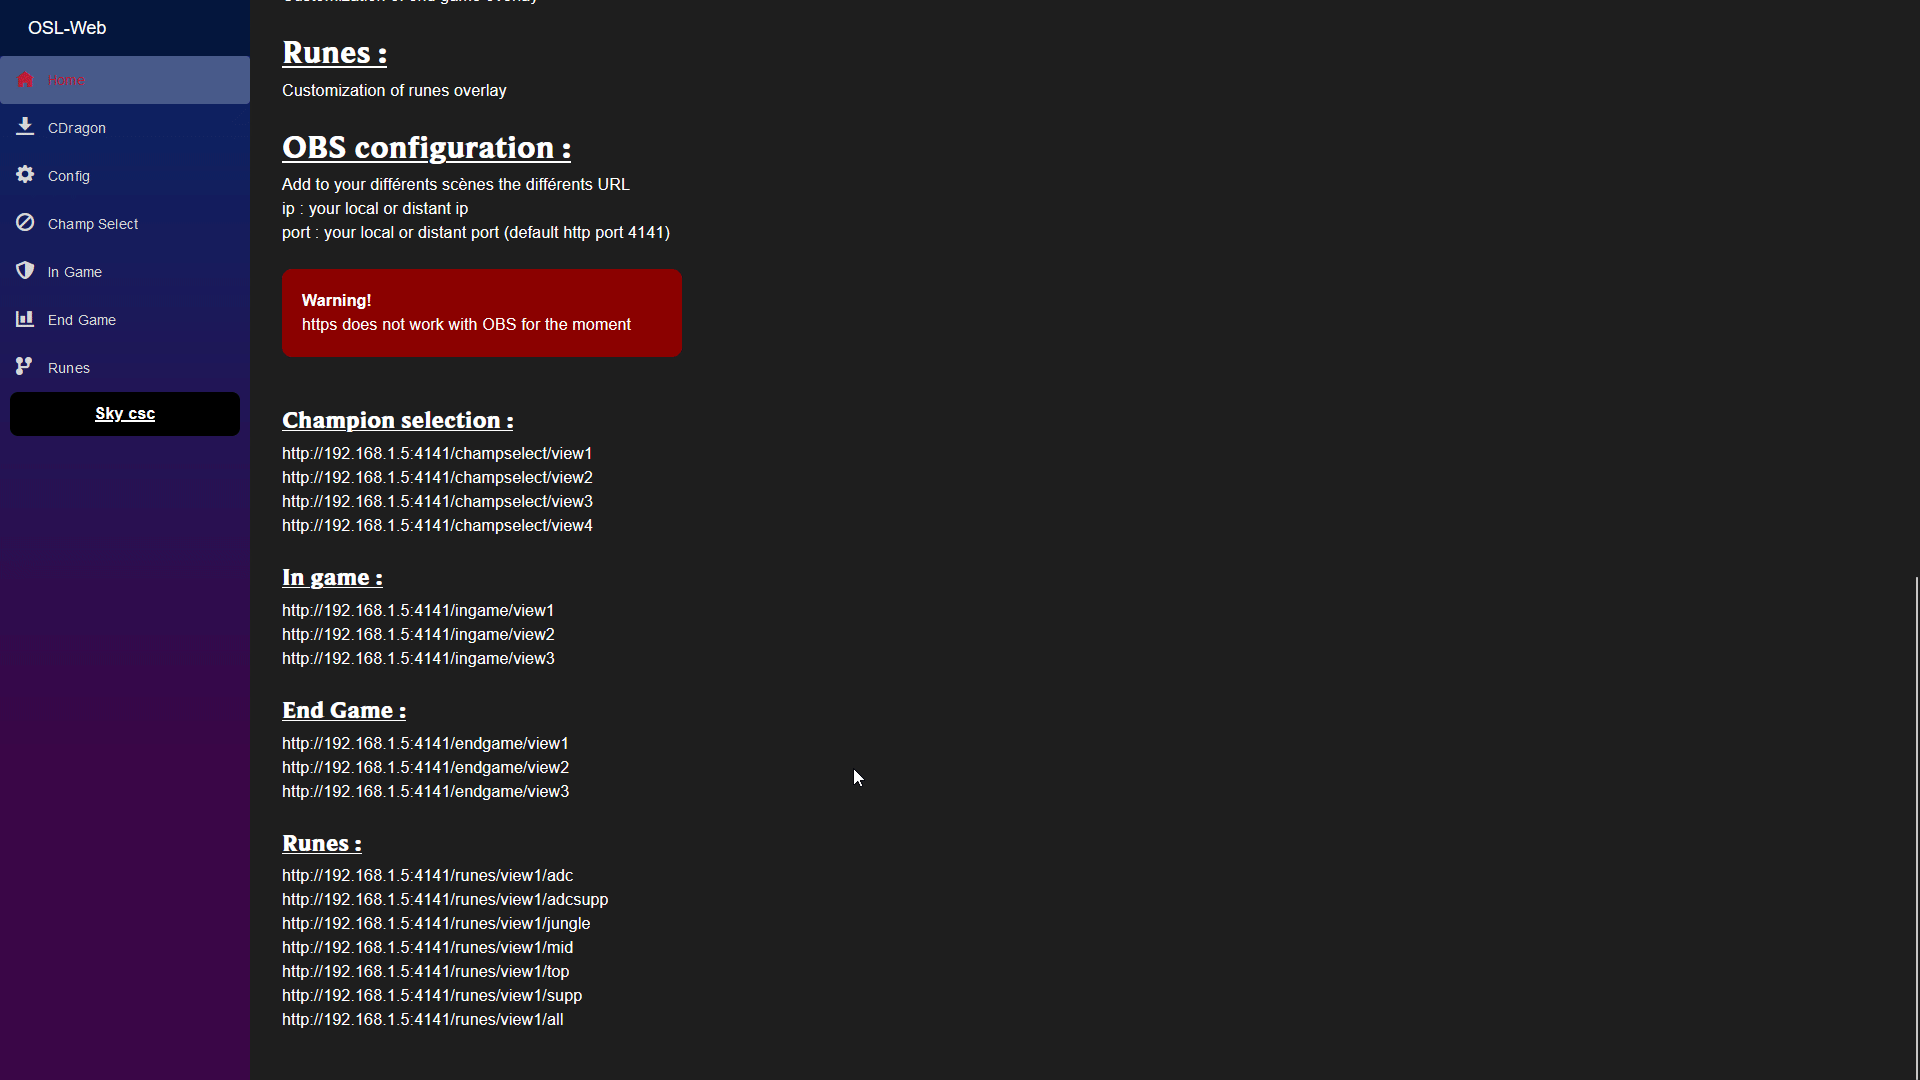 OSL-Web
Home
CDragon
Config
Champ Select
In Game
End Game
Runes
Sky csc
Customization of end game overlay
Runes :
Customization of runes overlay
OBS configuration :
Add to your différents scènes the différents URL
ip : your local or distant ip
port : your local or distant port (default http port 4141)
Warning!
https does not work with OBS for the moment
Champion selection :
http://192.168.1.5:4141/champselect/view1
http://192.168.1.5:4141/champselect/view2
http://192.168.1.5:4141/champselect/view3
http://192.168.1.5:4141/champselect/view4
In game :
http://192.168.1.5:4141/ingame/view1
http://192.168.1.5:4141/ingame/view2
http://192.168.1.5:4141/ingame/view3
End Game :
http://192.168.1.5:4141/endgame/view1
http://192.168.1.5:4141/endgame/view2
http://192.168.1.5:4141/endgame/view3
Runes :
http://192.168.1.5:4141/runes/view1/adc
http://192.168.1.5:4141/runes/view1/adcsupp
http://192.168.1.5:4141/runes/view1/jungle
http://192.168.1.5:4141/runes/view1/mid
http://192.168.1.5:4141/runes/view1/top
http://192.168.1.5:4141/runes/view1/supp
http://192.168.1.5:4141/runes/view1/all